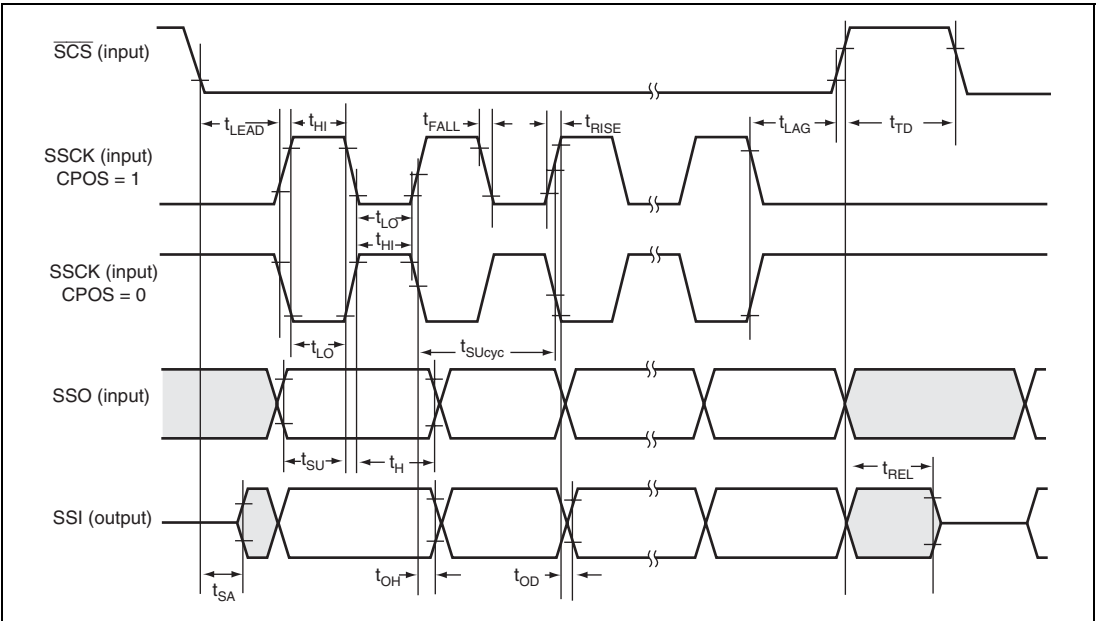 SCS (input)
tLEAD tHI tFALL tRISE tLAG tTD
SSCK (input)
CPOS = 1
tLO
tHI
SSCK (input)
CPOS = 0
tLO
tSUcyc
SSO (input)
tSU tH tREL
SSI (output)
tOH tOD
tSA